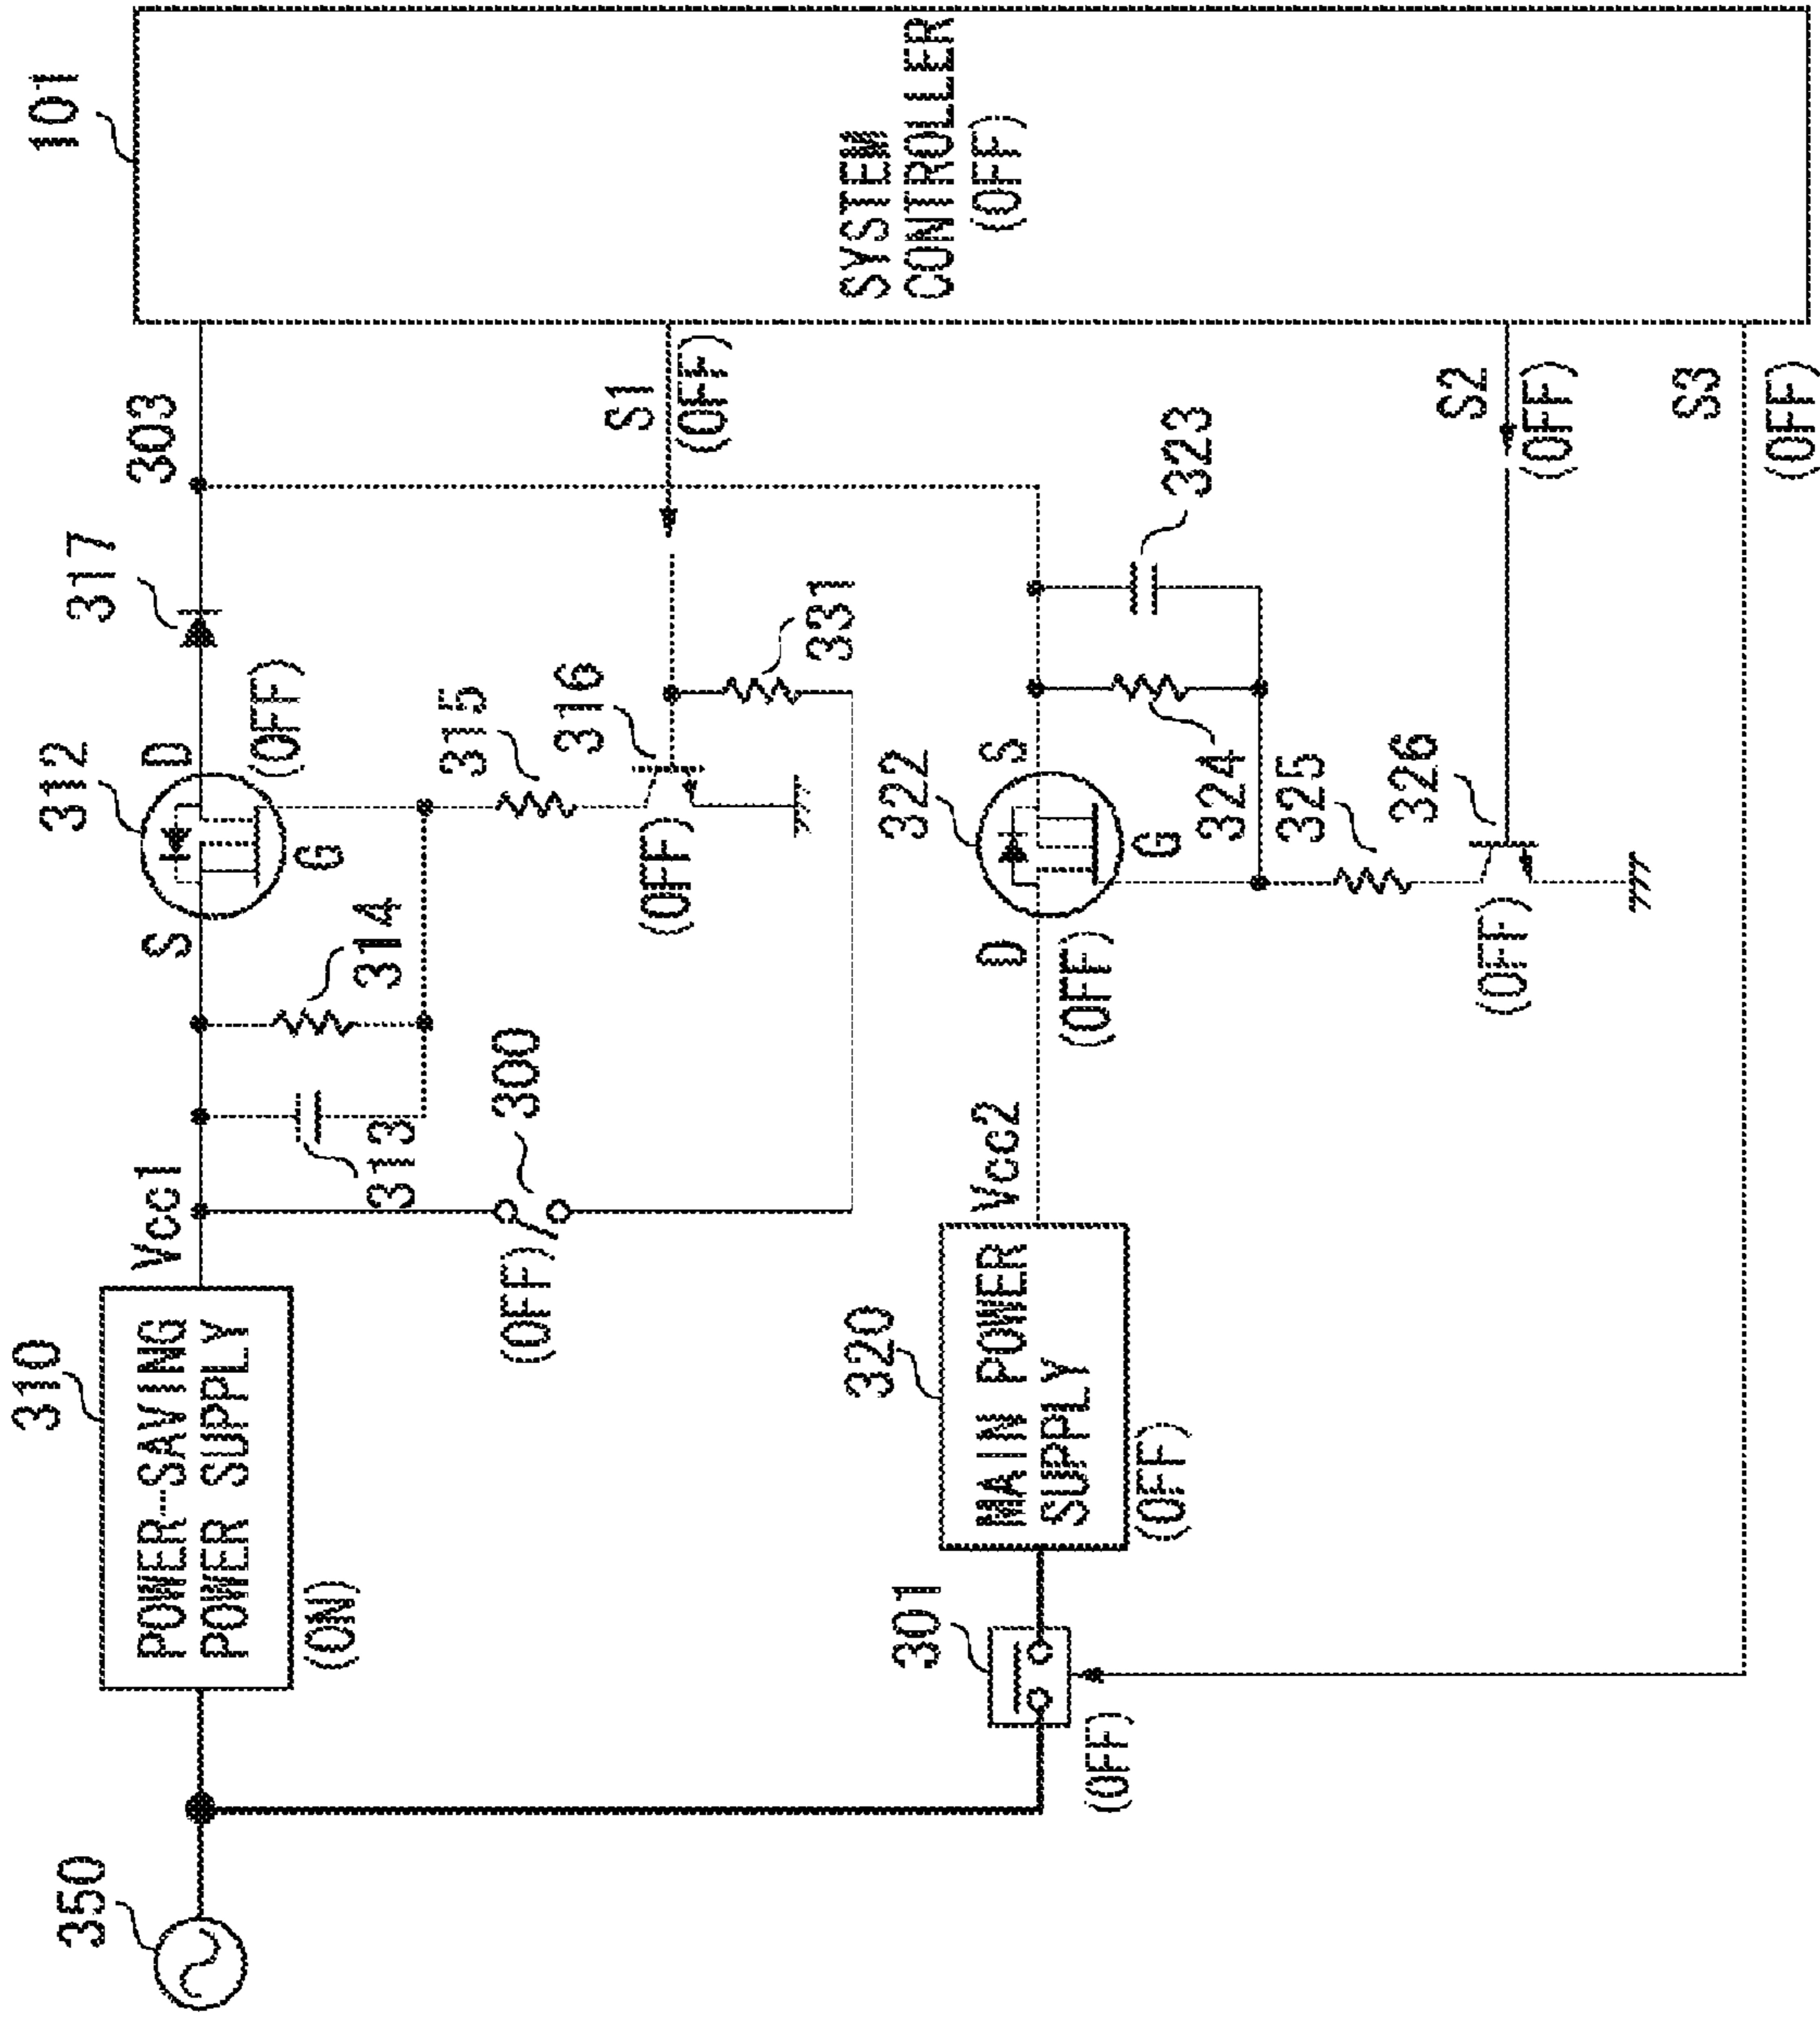 350
310
POWER-SAVING
POWER SUPPLY
(ON)
Vcc1
313
314
312
S
D
G
(OFF)
317
303
101
SYSTEM
CONTROLLER
(OFF)
300
(OFF)
315
316
(OFF)
331
S1
(OFF)
301
(OFF)
320
MAIN POWER
SUPPLY
(OFF)
Vcc2
322
D
S
G
(OFF)
323
324
325
326
(OFF)
S2
(OFF)
S3
(OFF)